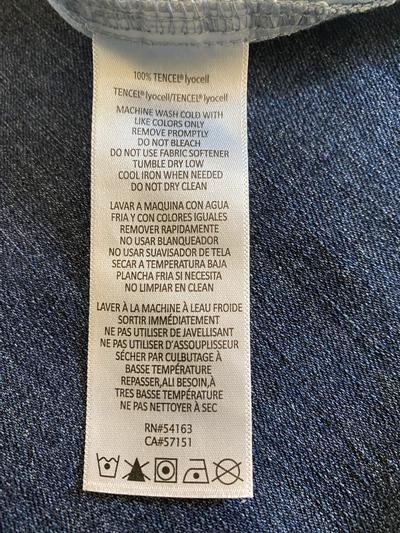 100% TENCEL® lyocell
TENCEL® lyocell/TENCEL® lyocell
MACHINE WASH COLD WITH
LIKE COLORS ONLY
REMOVE PROMPTLY
DO NOT BLEACH
DO NOT USE FABRIC SOFTENER
TUMBLE DRY LOW
COOL IRON WHEN NEEDED
DO NOT DRY CLEAN
LAVAR A MAQUINA CON AGUA
FRIA Y CON COLORES IGUALES
REMOVER RAPIDAMENTE
NO USAR BLANQUEADOR
NO USAR SUAVISADOR DE TELA
SECAR A TEMPERATURA BAJA
PLANCHA FRIA SI NECESITA
NO LIMPIAR EN CLEAN
LAVER À LA MACHINE À LEAU FROIDE
SORTIR IMMÉDIATEMENT
NE PAS UTILISER DE JAVELLISANT
NE PAS UTILISER D'ASSOUPLISSEUR
SÉCHER PAR CULBUTAGE À
BASSE TEMPÉRATURE
REPASSER,ALI BESOIN,À
TRES BASSE TEMPÉRATURE
NE PAS NETTOYER À SEC
RN#54163
CA#57151